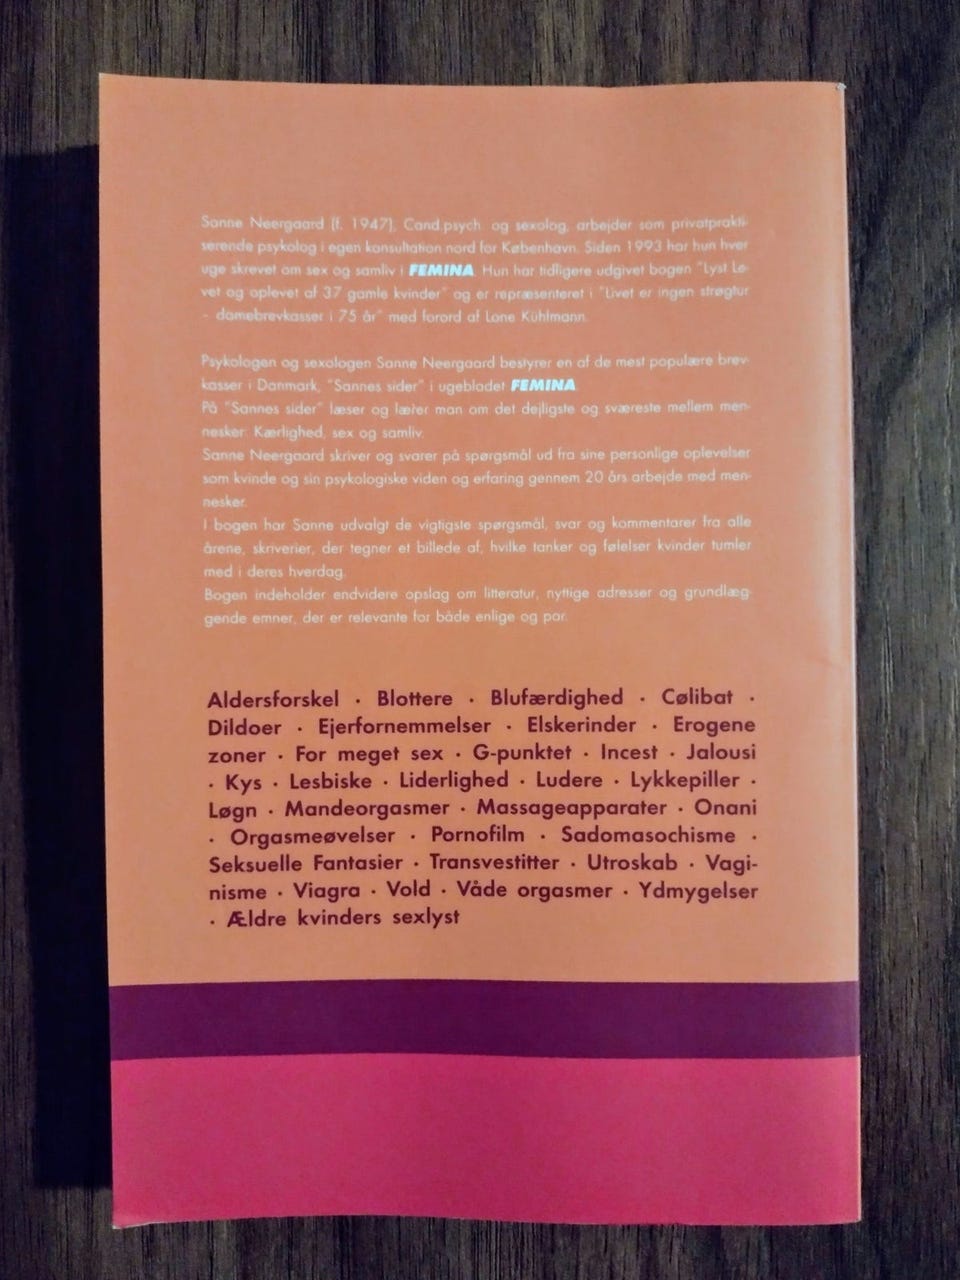 Sanne Neergaard (f. 1947), Cand.psych. og sexolog, arbejder som privatprakti-
serende psykolog i egen konsultation nord for København. Siden 1993 har hun hver
uge skrevet om sex og samliv i FEMINA. Hun har tidligere udgivet bogen "Lyst Le-
vet og oplevet af 37 gamle kvinder" og er repræsenteret i "Livet er ingen strøgtur
- damebrevkasser i 75 år" med forord af Lone Kühlmann.
Psykologen og sexologen Sanne Neergaard bestyrer en af de mest populære brev-
kasser i Danmark, "Sannes sider" i ugebladet FEMINA.
På "Sannes sider" læser og lærer man om det dejligste og sværeste mellem men-
nesker: Kærlighed, sex og samliv.
Sanne Neergaard skriver og svarer på spørgsmål ud fra sine personlige oplevelser
som kvinde og sin psykologiske viden og erfaring gennem 20 års arbejde med men-
nesker.
I bogen har Sanne udvalgt de vigtigste spørgsmål, svar og kommentarer fra alle
årene, skriverier, der tegner et billede af, hvilke tanker og følelser kvinder tumler
med i deres hverdag.
Bogen indeholder endvidere opslag om litteratur, nyttige adresser og grundlæg-
gende emner, der er relevante for både enlige og par.
Aldersforskel · Blottere · Blufærdighed · Cølibat ·
Dildoer · Ejerfornemmelser · Elskerinder · Erogene
zoner · For meget sex · G-punktet · Incest · Jalousi
· Kys · Lesbiske · Liderlighed · Ludere · Lykkepiller ·
Løgn · Mandeorgasmer · Massageapparater · Onani
· Orgasmeøvelser · Pornofilm · Sadomasochisme ·
Seksuelle Fantasier · Transvestitter · Utroskab · Vagi-
nisme · Viagra · Vold · Våde orgasmer · Ydmygelser
· Ældre kvinders sexlyst